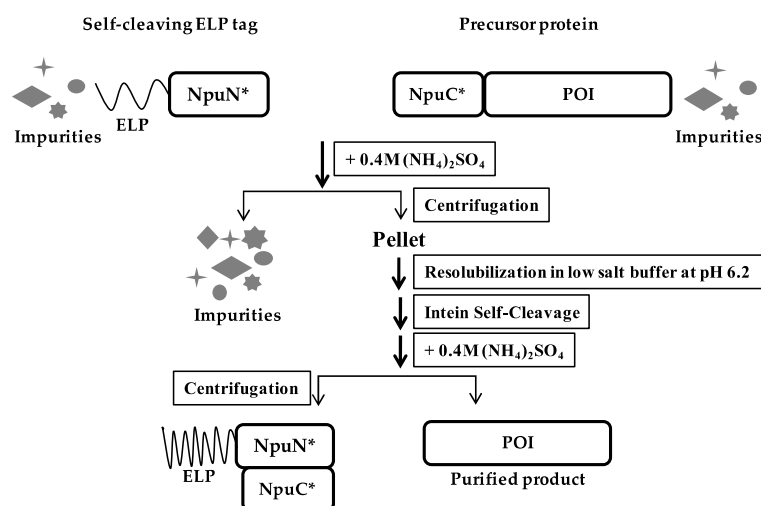 Self-cleaving ELP tag
Precursor protein
NpuN*
NpuC*
POI
Impurities
ELP
Impurities
+ 0.4M (NH₄)₂SO₄
Centrifugation
Pellet
Resolubilization in low salt buffer at pH 6.2
Impurities
Intein Self-Cleavage
+ 0.4M (NH₄)₂SO₄
Centrifugation
NpuN*
POI
ELP
Purified product
NpuC*